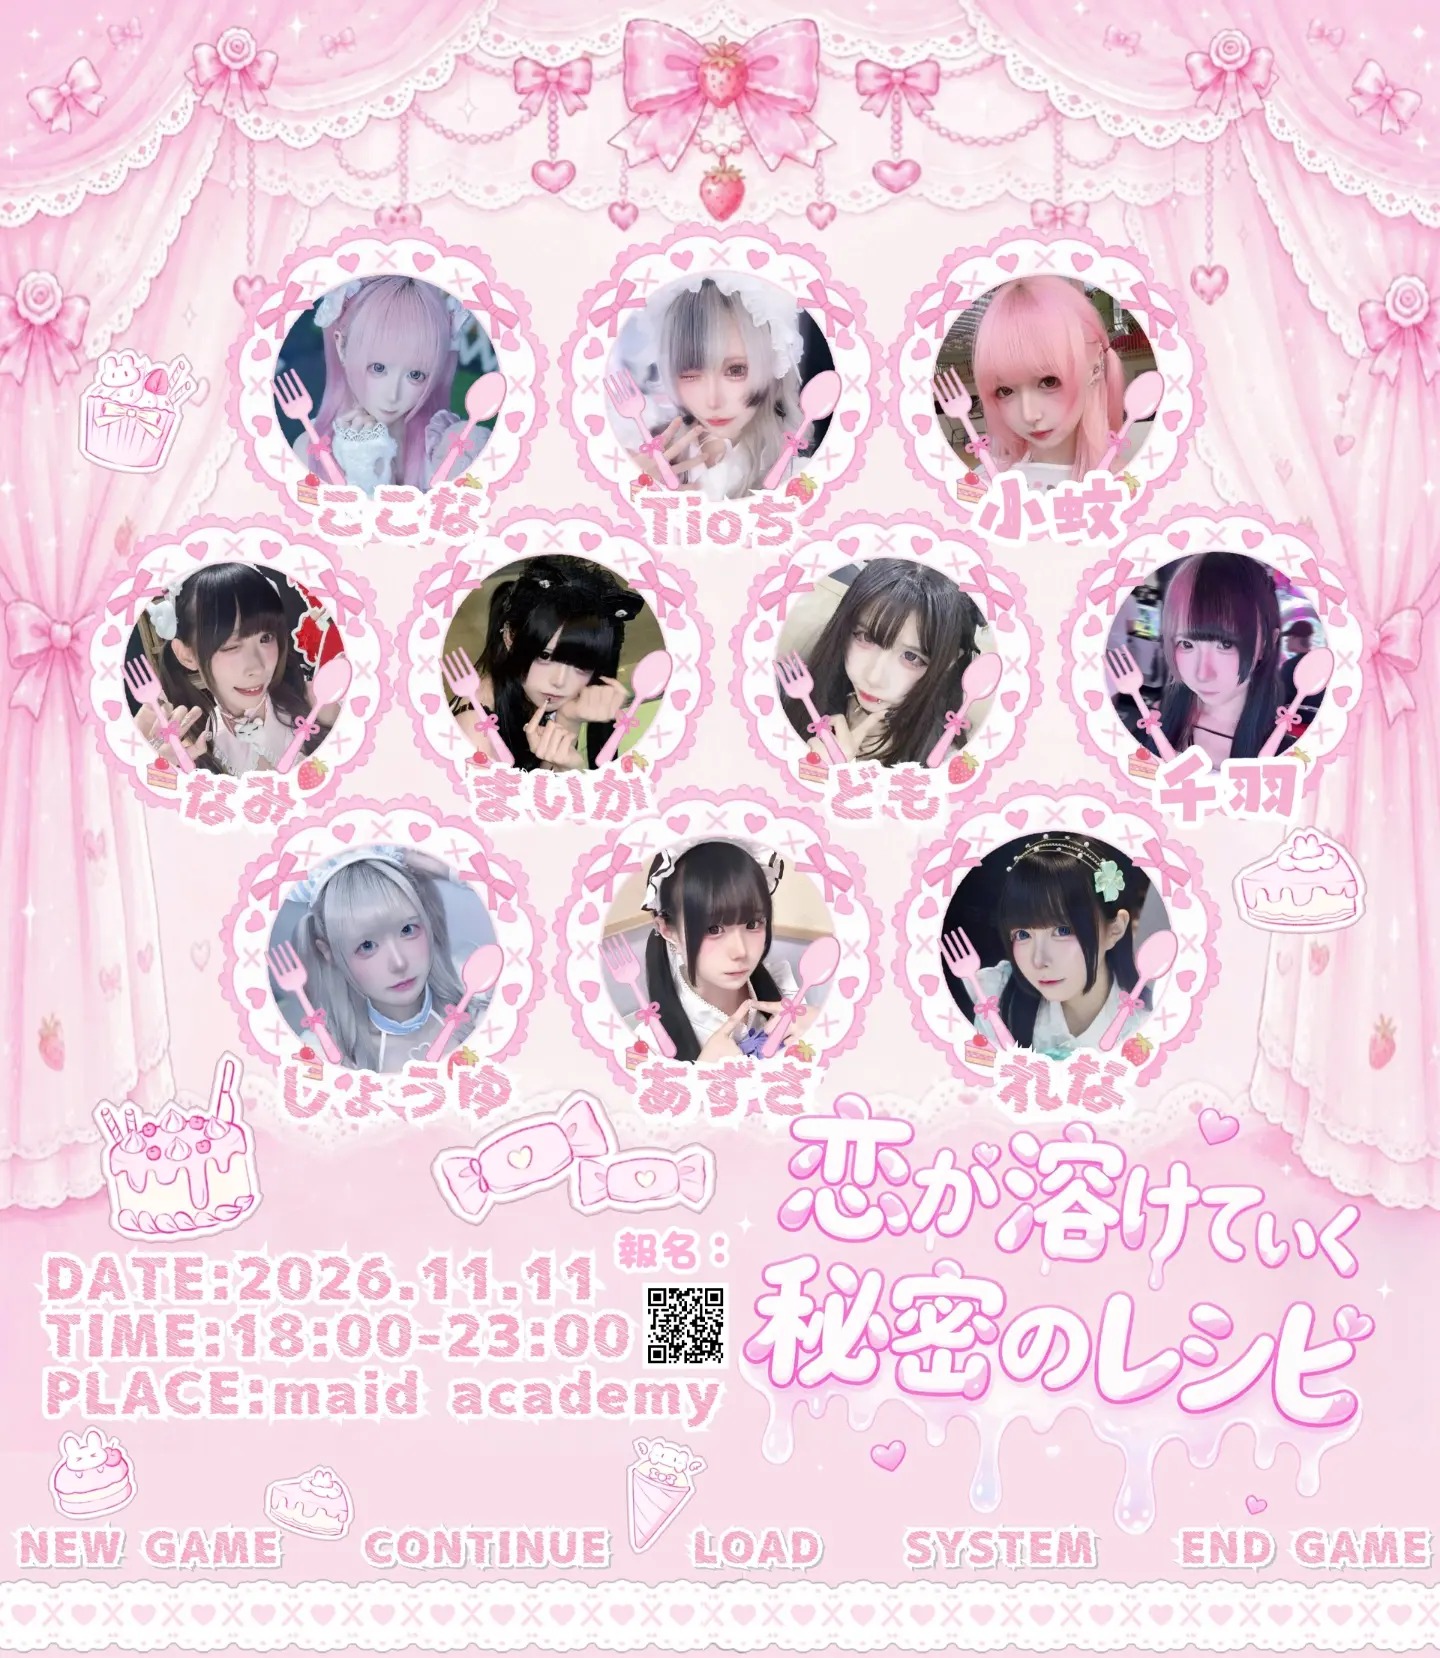 ここな
Tioち
小蚊
なみ
まいか
ども
千羽
しょうゆ
あずさ
れな
恋が溶けていく
秘密のレシピ
報名：
DATE:2026.11.11
TIME:18:00-23:00
PLACE:maid academy
NEW GAME
CONTINUE
LOAD
SYSTEM
END GAME